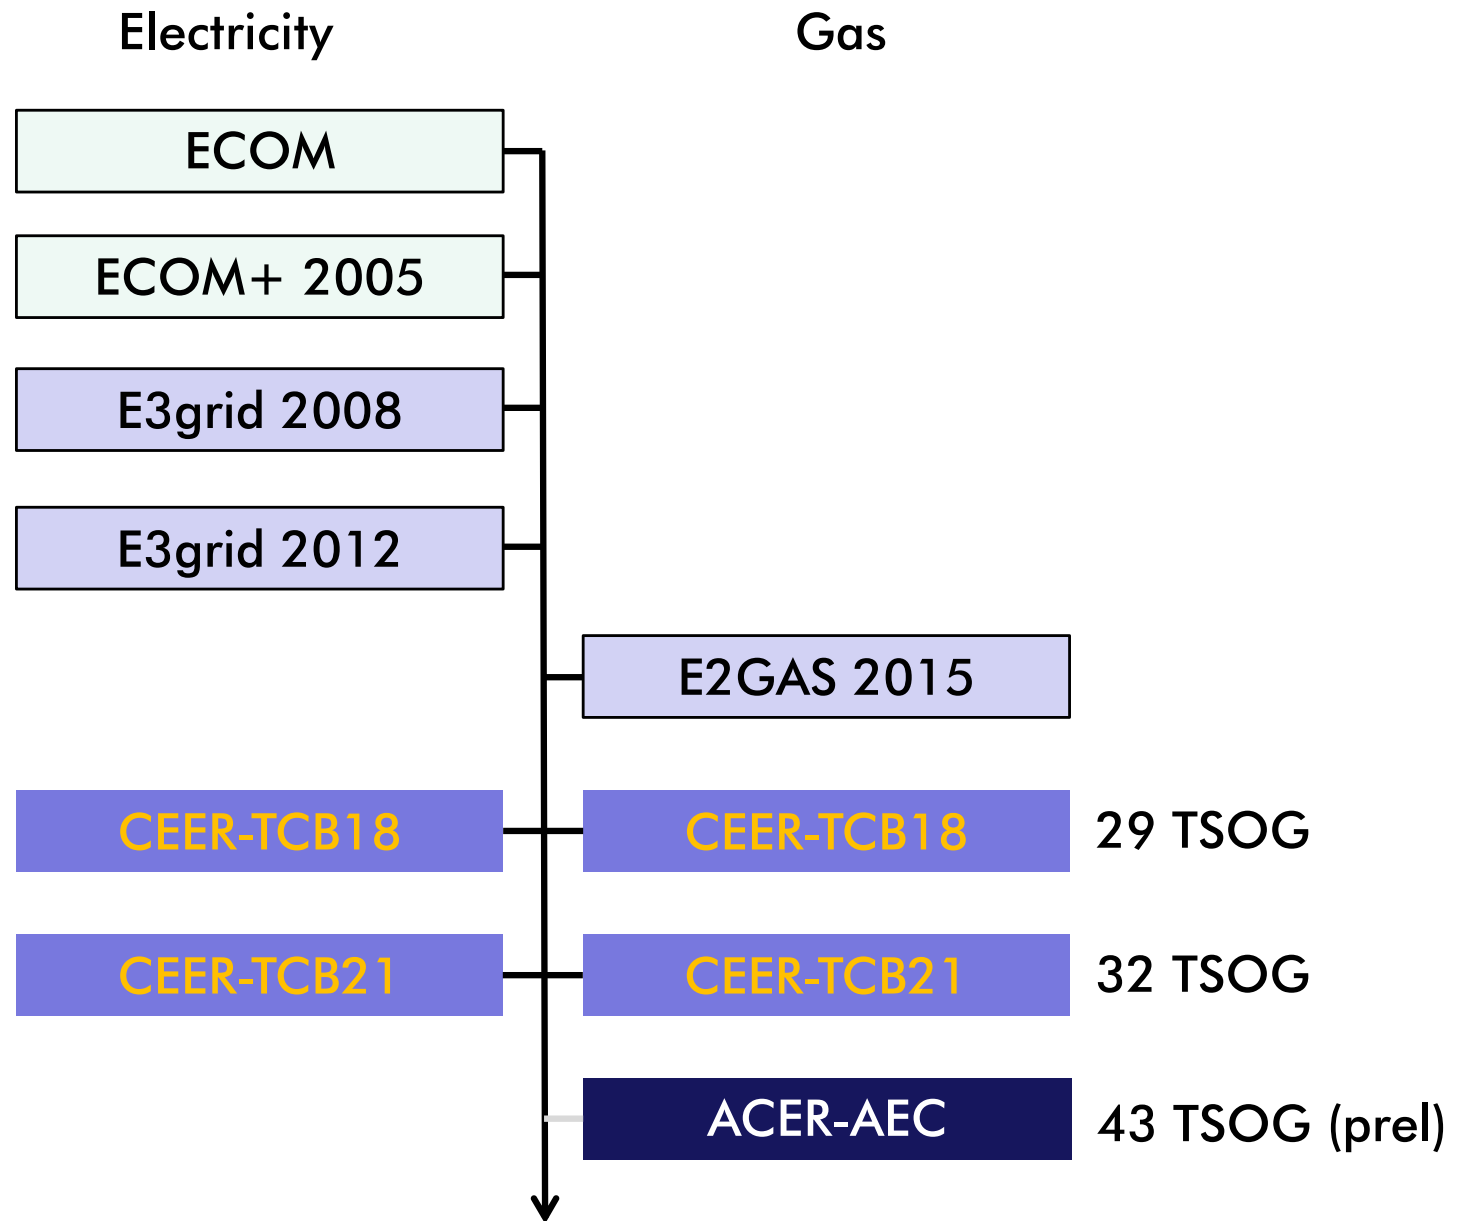 Electricity
Gas
ECOM
ECOM+ 2005
E3grid 2008
E3grid 2012
E2GAS 2015
CEER-TCB18
CEER-TCB18
29 TSOG
CEER-TCB21
CEER-TCB21
32 TSOG
ACER-AEC
43 TSOG (prel)